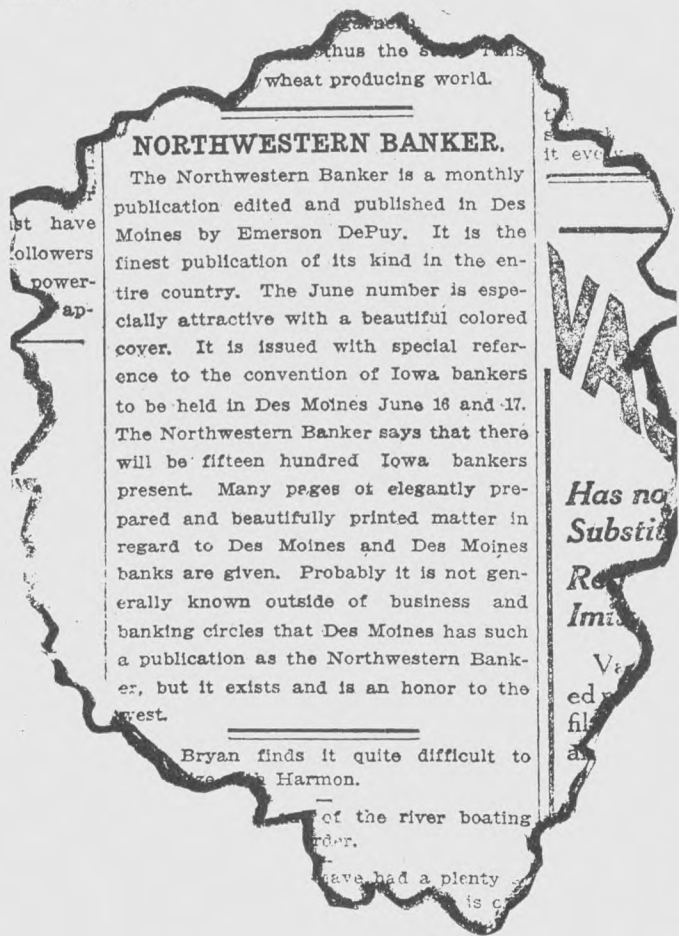 thus the
wheat producing world.
NORTHWESTERN BANKER.
The Northwestern Banker is a monthly
publication edited and published in Des
Moines by Emerson DePuy. It is the
finest publication of its kind in the en-
tire country. The June number is espe-
cially attractive with a beautiful colored
cover. It is issued with special refer-
ence to the convention of Iowa bankers
to be held in Des Moines June 16 and 17.
The Northwestern Banker says that there
will be fifteen hundred Iowa bankers
present. Many pages of elegantly pre-
pared and beautifully printed matter in
regard to Des Moines and Des Moines
banks are given. Probably it is not gen-
erally known outside of business and
banking circles that Des Moines has such
a publication as the Northwestern Bank-
er, but it exists and is an honor to the
west.
Bryan finds it quite difficult to
Harmon.
of the river boating
have had a plenty
is
have
power-
ap-
it
Has no